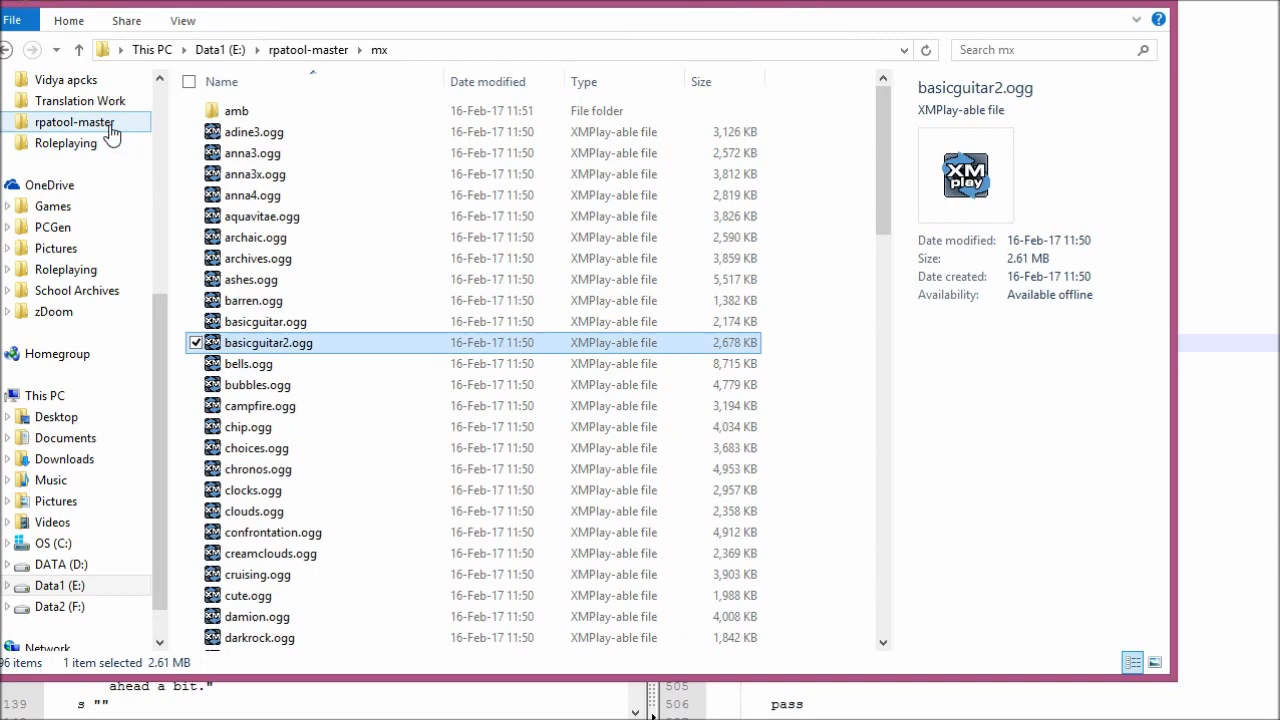 File Home Share View
This PC Data1 (E:) rpatool-master mx Search mx
Vidya apcks
Translation Work
rpatool-master
Roleplaying
OneDrive
Games
PCGen
Pictures
Roleplaying
School Archives
zDoom
Homegroup
This PC
Desktop
Documents
Downloads
Music
Pictures
Videos
OS (C:)
DATA (D:)
Data1 (E:)
Data2 (F:)
Network
Name Date modified Type Size
amb 16-Feb-17 11:51 File folder
adine3.ogg 16-Feb-17 11:50 XMPlay-able file 3,126 KB
anna3.ogg 16-Feb-17 11:50 XMPlay-able file 2,572 KB
anna3x.ogg 16-Feb-17 11:50 XMPlay-able file 3,812 KB
anna4.ogg 16-Feb-17 11:50 XMPlay-able file 2,819 KB
aquavitae.ogg 16-Feb-17 11:50 XMPlay-able file 3,826 KB
archaic.ogg 16-Feb-17 11:50 XMPlay-able file 2,590 KB
archives.ogg 16-Feb-17 11:50 XMPlay-able file 3,859 KB
ashes.ogg 16-Feb-17 11:50 XMPlay-able file 5,517 KB
barren.ogg 16-Feb-17 11:50 XMPlay-able file 1,382 KB
basicguitar.ogg 16-Feb-17 11:50 XMPlay-able file 2,174 KB
basicguitar2.ogg 16-Feb-17 11:50 XMPlay-able file 2,678 KB
bells.ogg 16-Feb-17 11:50 XMPlay-able file 8,715 KB
bubbles.ogg 16-Feb-17 11:50 XMPlay-able file 4,779 KB
campfire.ogg 16-Feb-17 11:50 XMPlay-able file 3,194 KB
chip.ogg 16-Feb-17 11:50 XMPlay-able file 4,034 KB
choices.ogg 16-Feb-17 11:50 XMPlay-able file 3,683 KB
chronos.ogg 16-Feb-17 11:50 XMPlay-able file 4,953 KB
clocks.ogg 16-Feb-17 11:50 XMPlay-able file 2,957 KB
clouds.ogg 16-Feb-17 11:50 XMPlay-able file 2,358 KB
confrontation.ogg 16-Feb-17 11:50 XMPlay-able file 4,912 KB
creamclouds.ogg 16-Feb-17 11:50 XMPlay-able file 2,369 KB
cruising.ogg 16-Feb-17 11:50 XMPlay-able file 3,903 KB
cute.ogg 16-Feb-17 11:50 XMPlay-able file 1,988 KB
damion.ogg 16-Feb-17 11:50 XMPlay-able file 4,008 KB
darkrock.ogg 16-Feb-17 11:50 XMPlay-able file 1,842 KB
basicguitar2.ogg
XMPlay-able file
XM play
Date modified: 16-Feb-17 11:50
Size: 2.61 MB
Date created: 16-Feb-17 11:50
Availability: Available offline
96 items 1 item selected 2.61 MB
ahead a bit."
139 s ""
505
506 pass